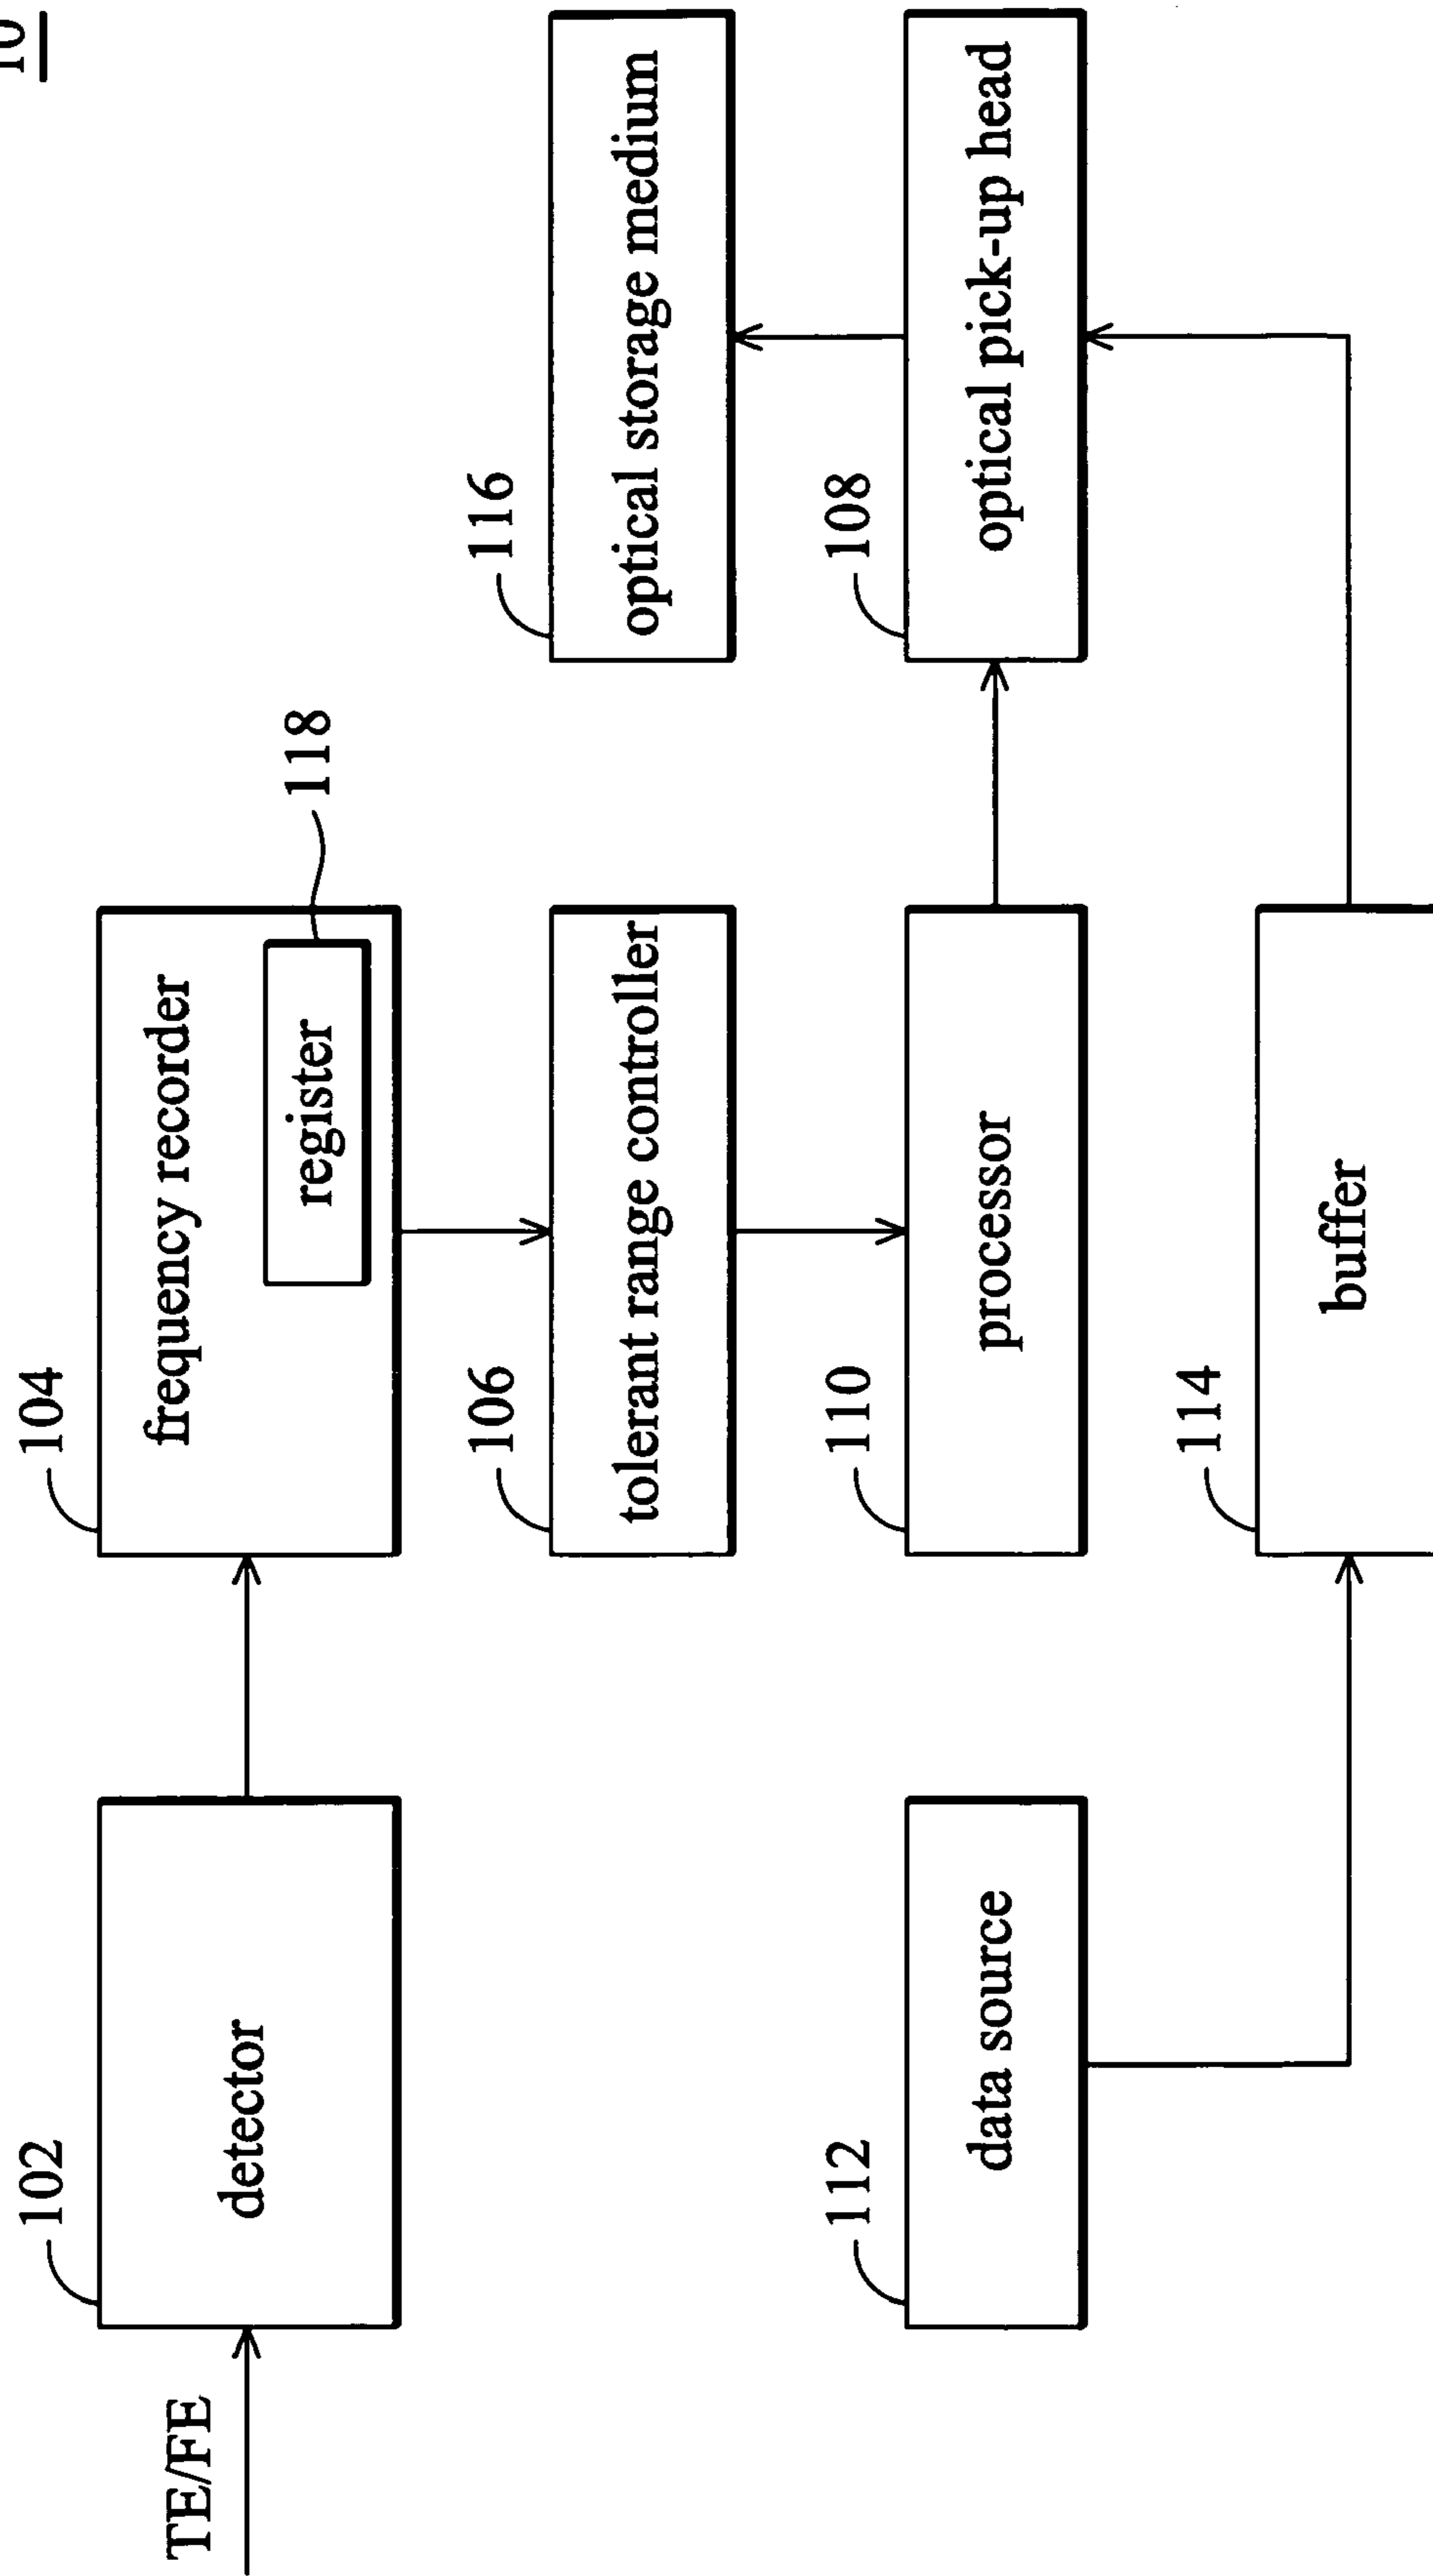 10
TE/FE
102
detector
104
frequency recorder
register
118
106
tolerant range controller
116
optical storage medium
112
data source
110
processor
108
optical pick-up head
114
buffer